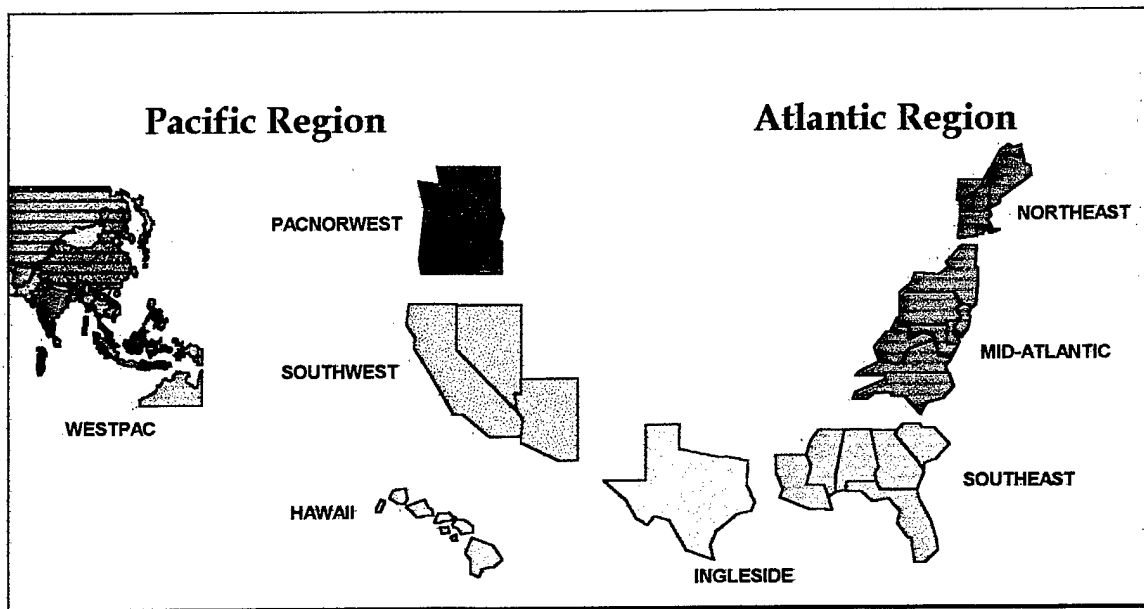 Pacific Region
Atlantic Region
PACNORWEST
NORTHEAST
SOUTHWEST
MID-ATLANTIC
WESTPAC
SOUTHEAST
HAWAII
INGLESIDE